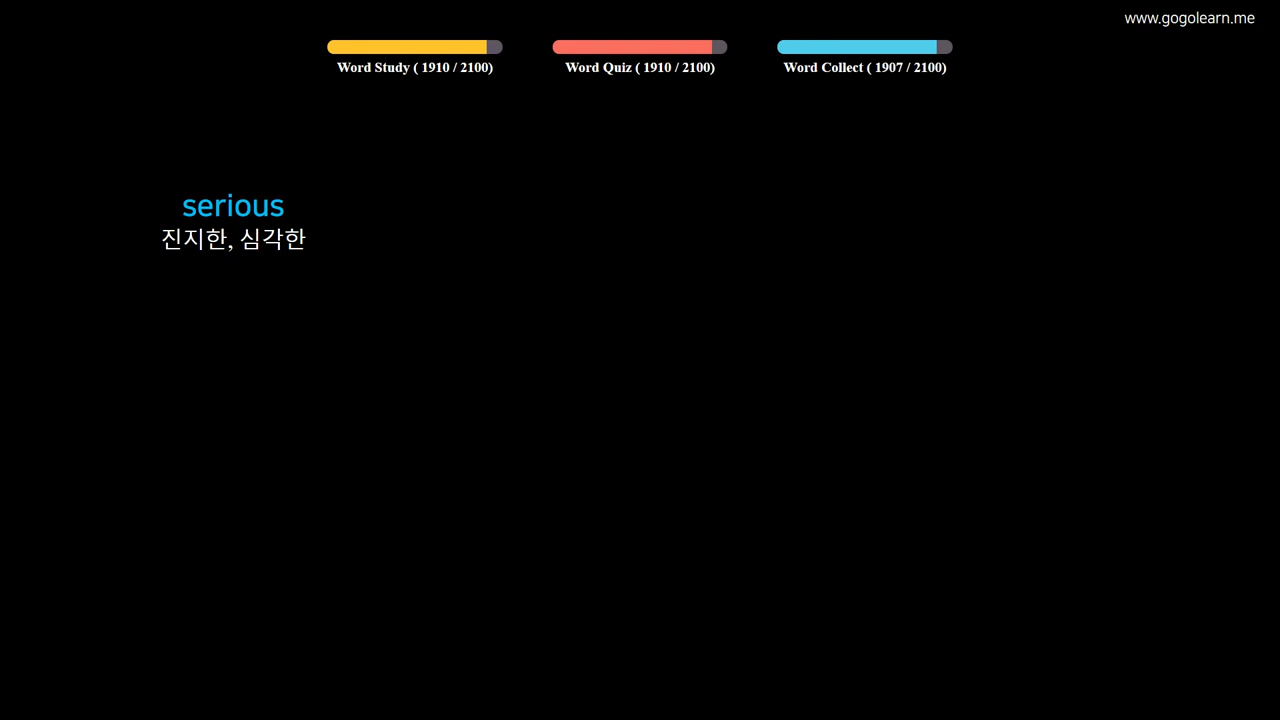 www.gogolearn.me
Word Study ( 1910 / 2100)
Word Quiz ( 1910 / 2100)
Word Collect ( 1907 / 2100)
serious
진지한, 심각한